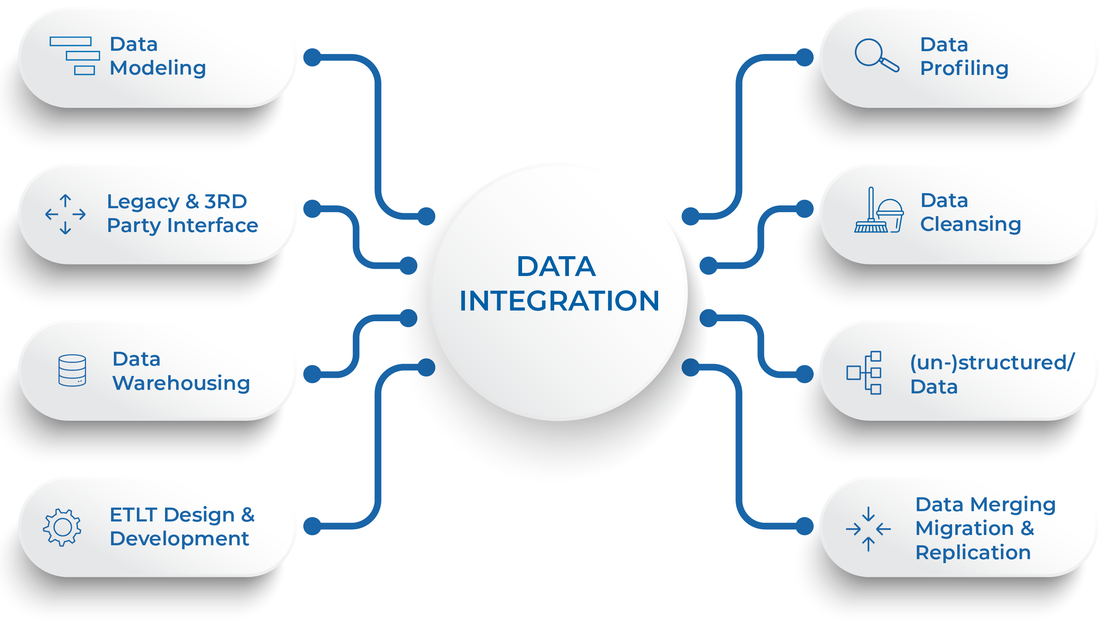 Data
Modeling
Legacy & 3RD
Party Interface
Data
Warehousing
ETLT Design &
Development
DATA
INTEGRATION
Data
Profiling
Data
Cleansing
(un-)structured/
Data
Data Merging
Migration &
Replication